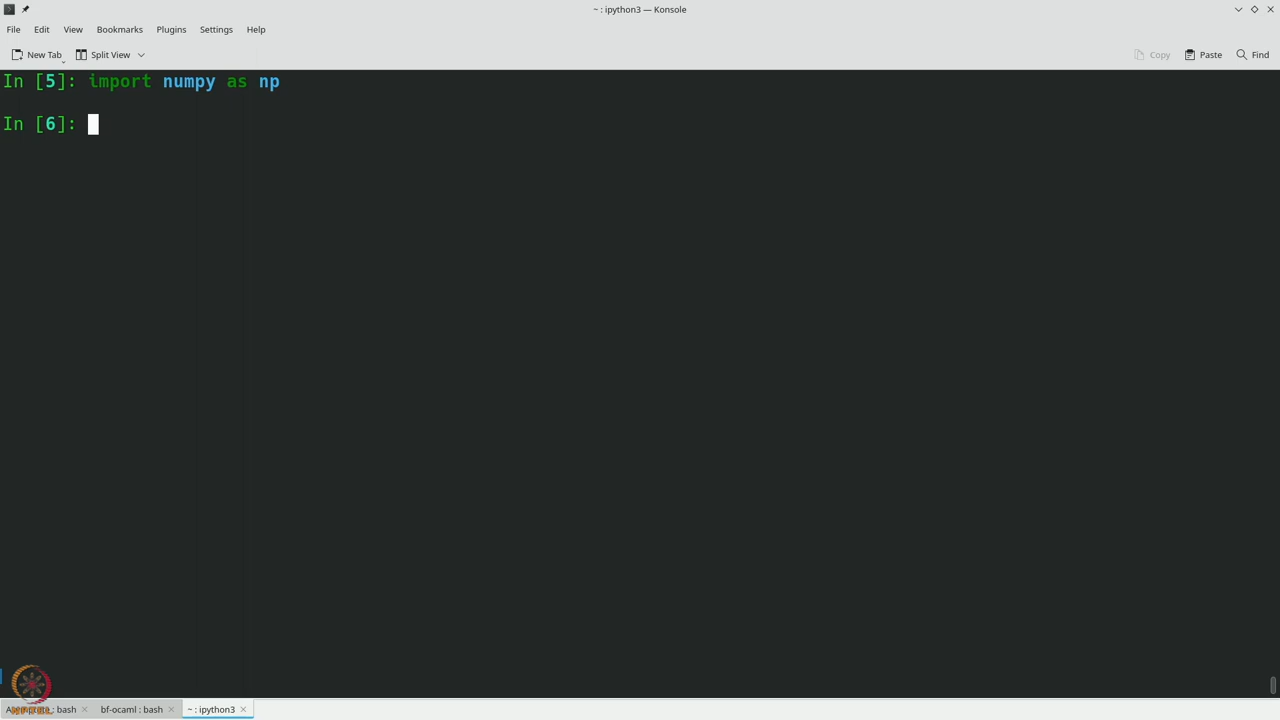 ~ : ipython3 — Konsole
File Edit View Bookmarks Plugins Settings Help
New Tab Split View Copy Paste Find
In [5]: import numpy as np
In [6]:
: bash bf-ocaml : bash ~ : ipython3
NPTEL